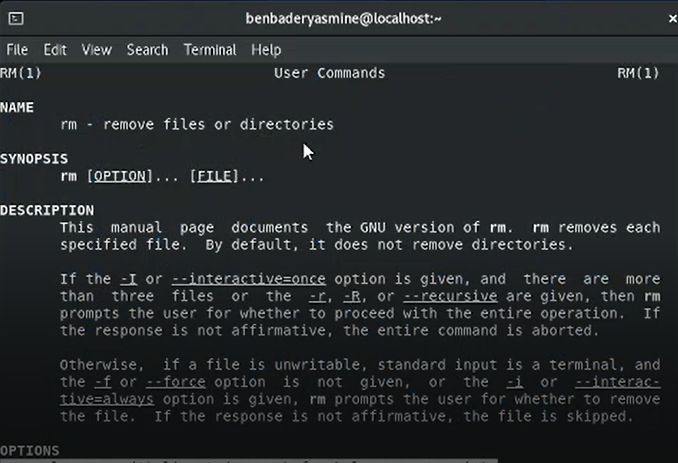 benbaderyasmine@localhost:~
File Edit View Search Terminal Help
RM(1) User Commands RM(1)
NAME
rm - remove files or directories
SYNOPSIS
rm [OPTION]... [FILE]...
DESCRIPTION
This manual page documents the GNU version of rm. rm removes each
specified file. By default, it does not remove directories.
If the -I or --interactive=once option is given, and there are more
than three files or the -r, -R, or --recursive are given, then rm
prompts the user for whether to proceed with the entire operation. If
the response is not affirmative, the entire command is aborted.
Otherwise, if a file is unwritable, standard input is a terminal, and
the -f or --force option is not given, or the -i or --interac-
tive=always option is given, rm prompts the user for whether to remove
the file. If the response is not affirmative, the file is skipped.
OPTIONS